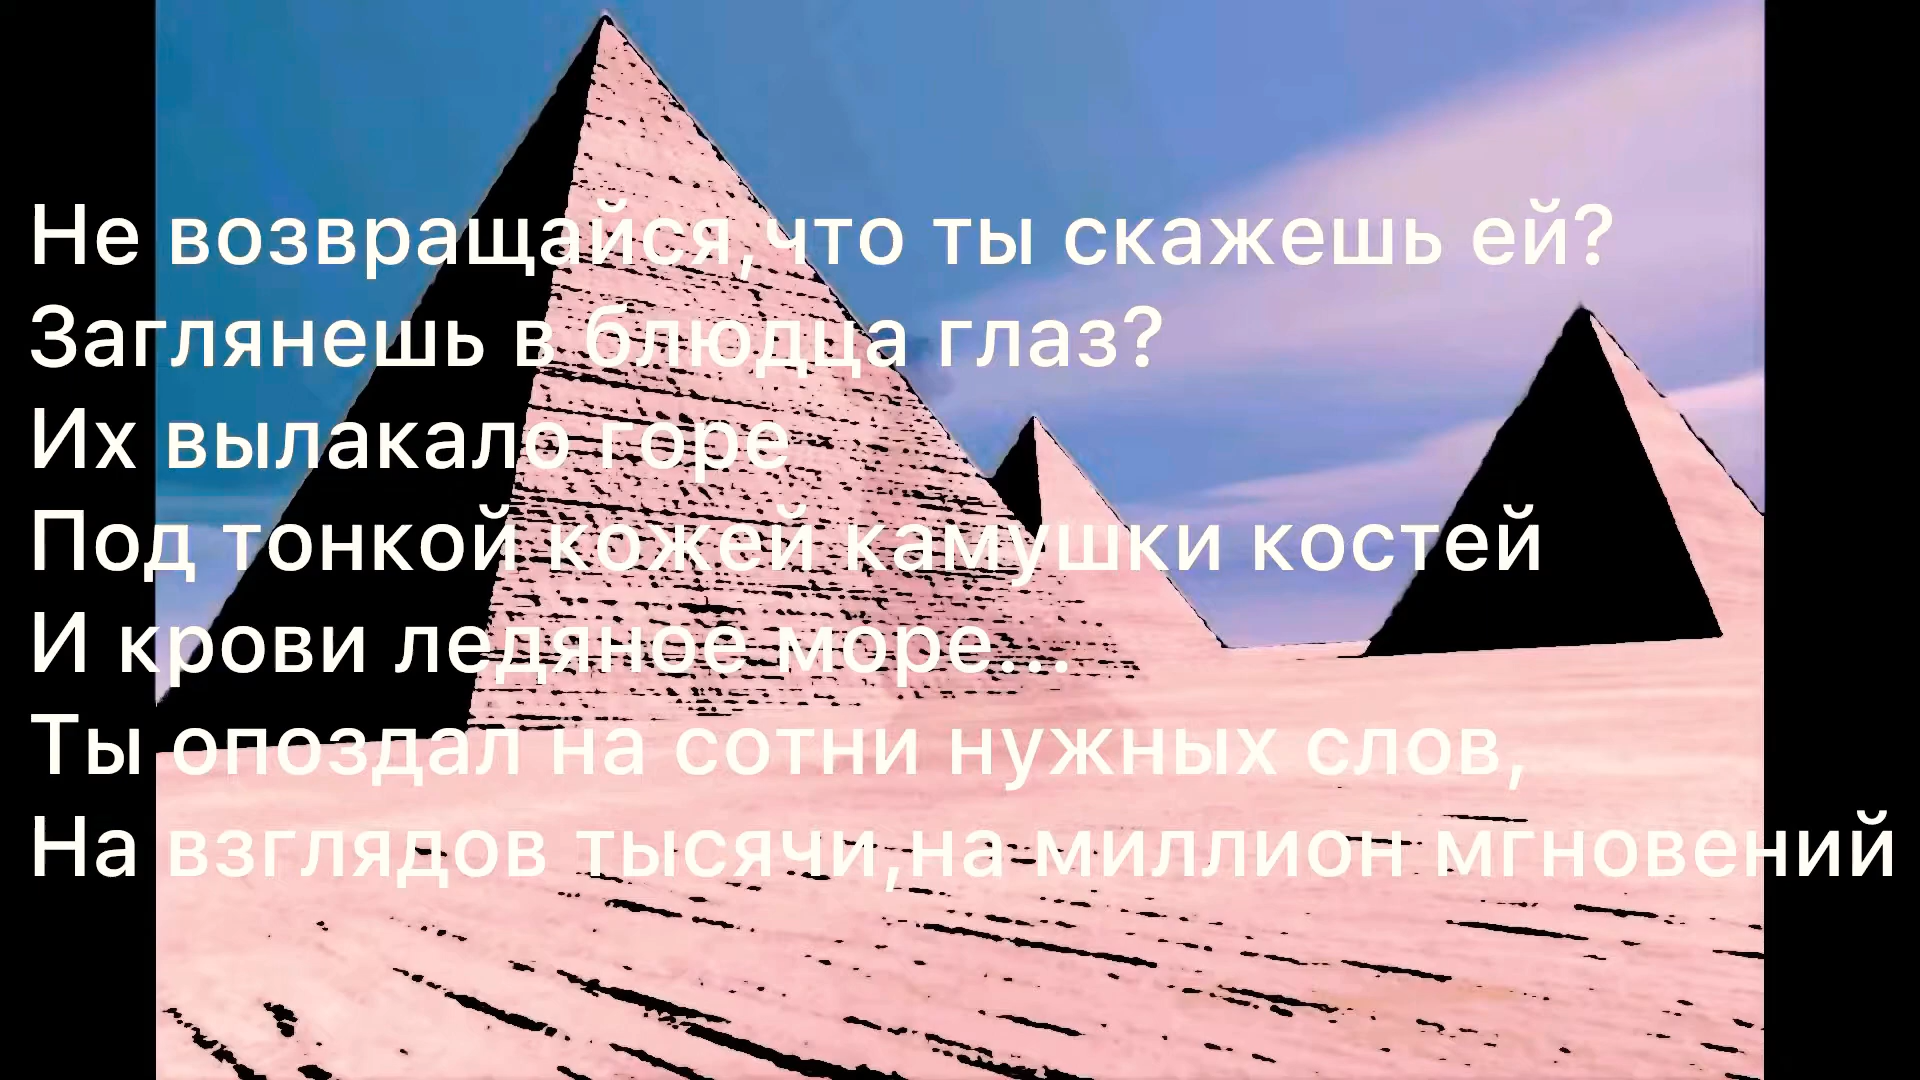 Не возвращайся,что ты скажешь ей?
Заглянешь в блюдца глаз?
Их вылакало горе
Под тонкой кожей камушки костей
И крови ледяное море...
Ты опоздал на сотни нужных слов,
На взглядов тысячи,на миллион мгновений